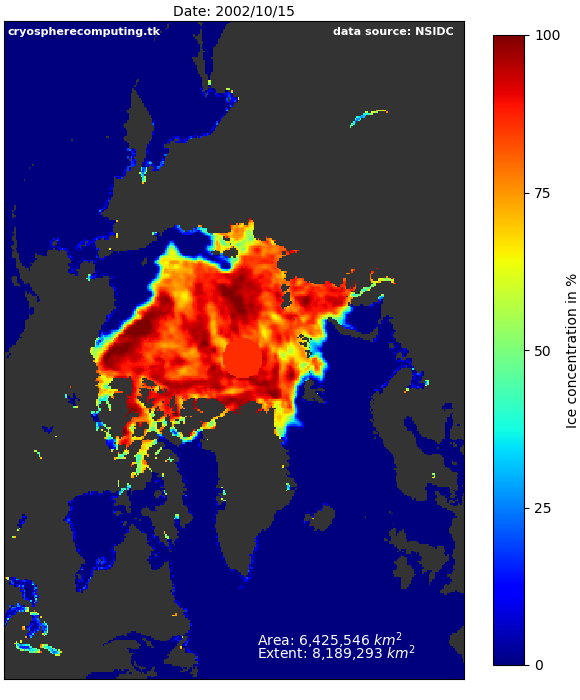 Date: 2002/10/15
cryospherecomputing.tk
data source: NSIDC
100
75
50
25
0
Ice concentration in %
Area: 6,425,546 km²
Extent: 8,189,293 km²